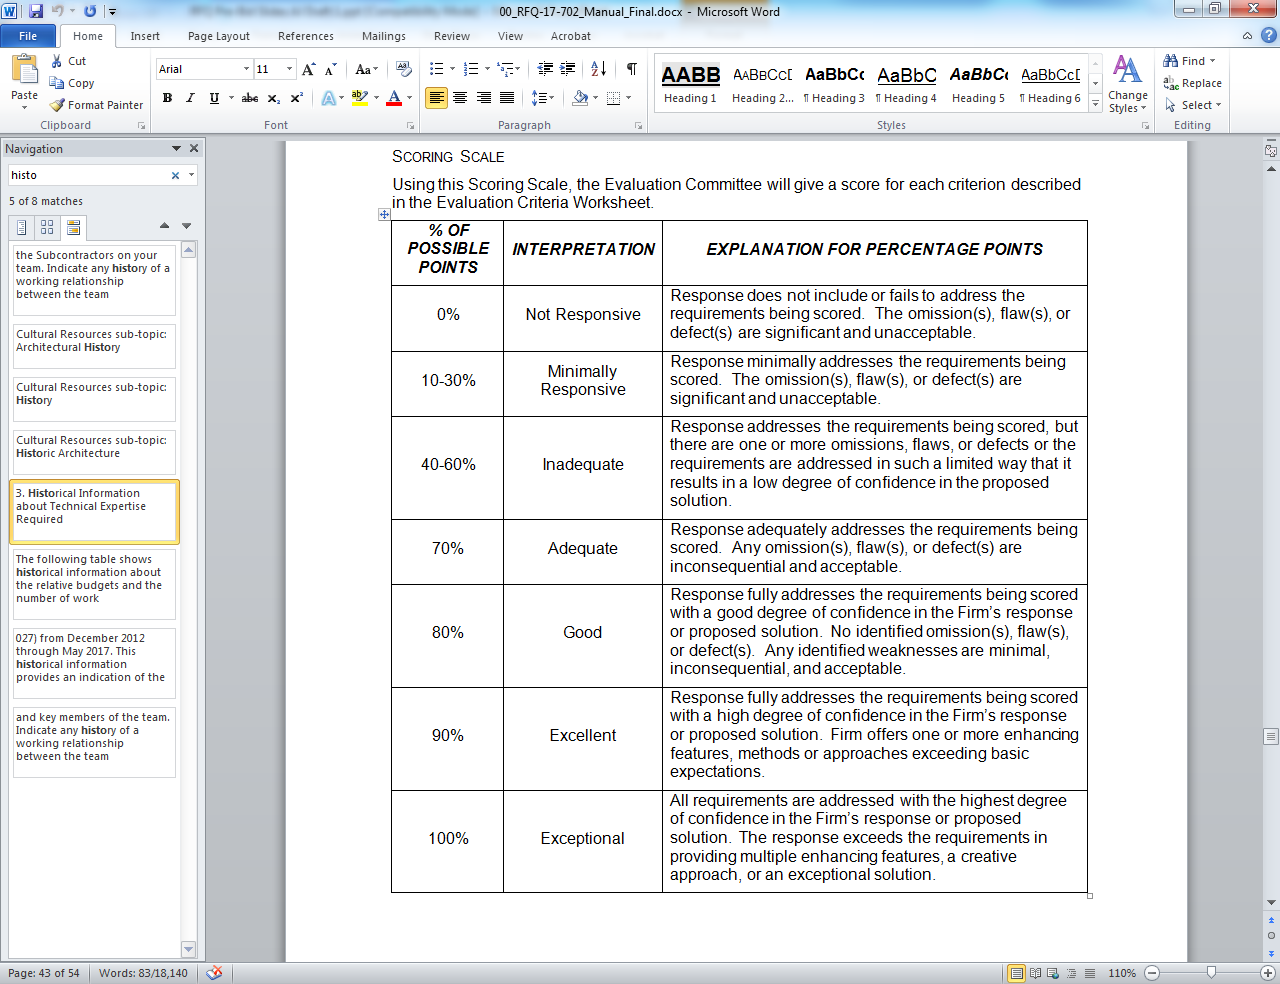 00_RFQ-17-702_Manual_Final.docx - Microsoft Word
File Home Insert Page Layout References Mailings Review View Acrobat
Paste
Cut
Copy
Format Painter
Clipboard
Arial 11
Font
Paragraph
AABB AABBCCD AaBbCc AaBbC AaBbCc AaBbCcD
Heading 1 Heading 2... ¶ Heading 3 ¶ Heading 4 Heading 5 ¶ Heading 6
Change Styles
Styles
Find
Replace
Select
Editing
Navigation
histo
5 of 8 matches
the Subcontractors on your
team. Indicate any history of a
working relationship
between the team
Cultural Resources sub-topic:
Architectural History
Cultural Resources sub-topic:
History
Cultural Resources sub-topic:
Historic Architecture
3. Historical Information
about Technical Expertise
Required
The following table shows
historical information about
the relative budgets and the
number of work
027) from December 2012
through May 2017. This
historical information
provides an indication of the
and key members of the team.
Indicate any history of a
working relationship
between the team
SCORING SCALE
Using this Scoring Scale, the Evaluation Committee will give a score for each criterion described
in the Evaluation Criteria Worksheet.
% OF
POSSIBLE
POINTS
INTERPRETATION
EXPLANATION FOR PERCENTAGE POINTS
0%
Not Responsive
Response does not include or fails to address the
requirements being scored. The omission(s), flaw(s), or
defect(s) are significant and unacceptable.
10-30%
Minimally
Responsive
Response minimally addresses the requirements being
scored. The omission(s), flaw(s), or defect(s) are
significant and unacceptable.
40-60%
Inadequate
Response addresses the requirements being scored, but
there are one or more omissions, flaws, or defects or the
requirements are addressed in such a limited way that it
results in a low degree of confidence in the proposed
solution.
70%
Adequate
Response adequately addresses the requirements being
scored. Any omission(s), flaw(s), or defect(s) are
inconsequential and acceptable.
80%
Good
Response fully addresses the requirements being scored
with a good degree of confidence in the Firm's response
or proposed solution. No identified omission(s), flaw(s),
or defect(s). Any identified weaknesses are minimal,
inconsequential, and acceptable.
90%
Excellent
Response fully addresses the requirements being scored
with a high degree of confidence in the Firm's response
or proposed solution. Firm offers one or more enhancing
features, methods or approaches exceeding basic
expectations.
100%
Exceptional
All requirements are addressed with the highest degree
of confidence in the Firm's response or proposed
solution. The response exceeds the requirements in
providing multiple enhancing features, a creative
approach, or an exceptional solution.
Page: 43 of 54 Words: 83/18,140
110%